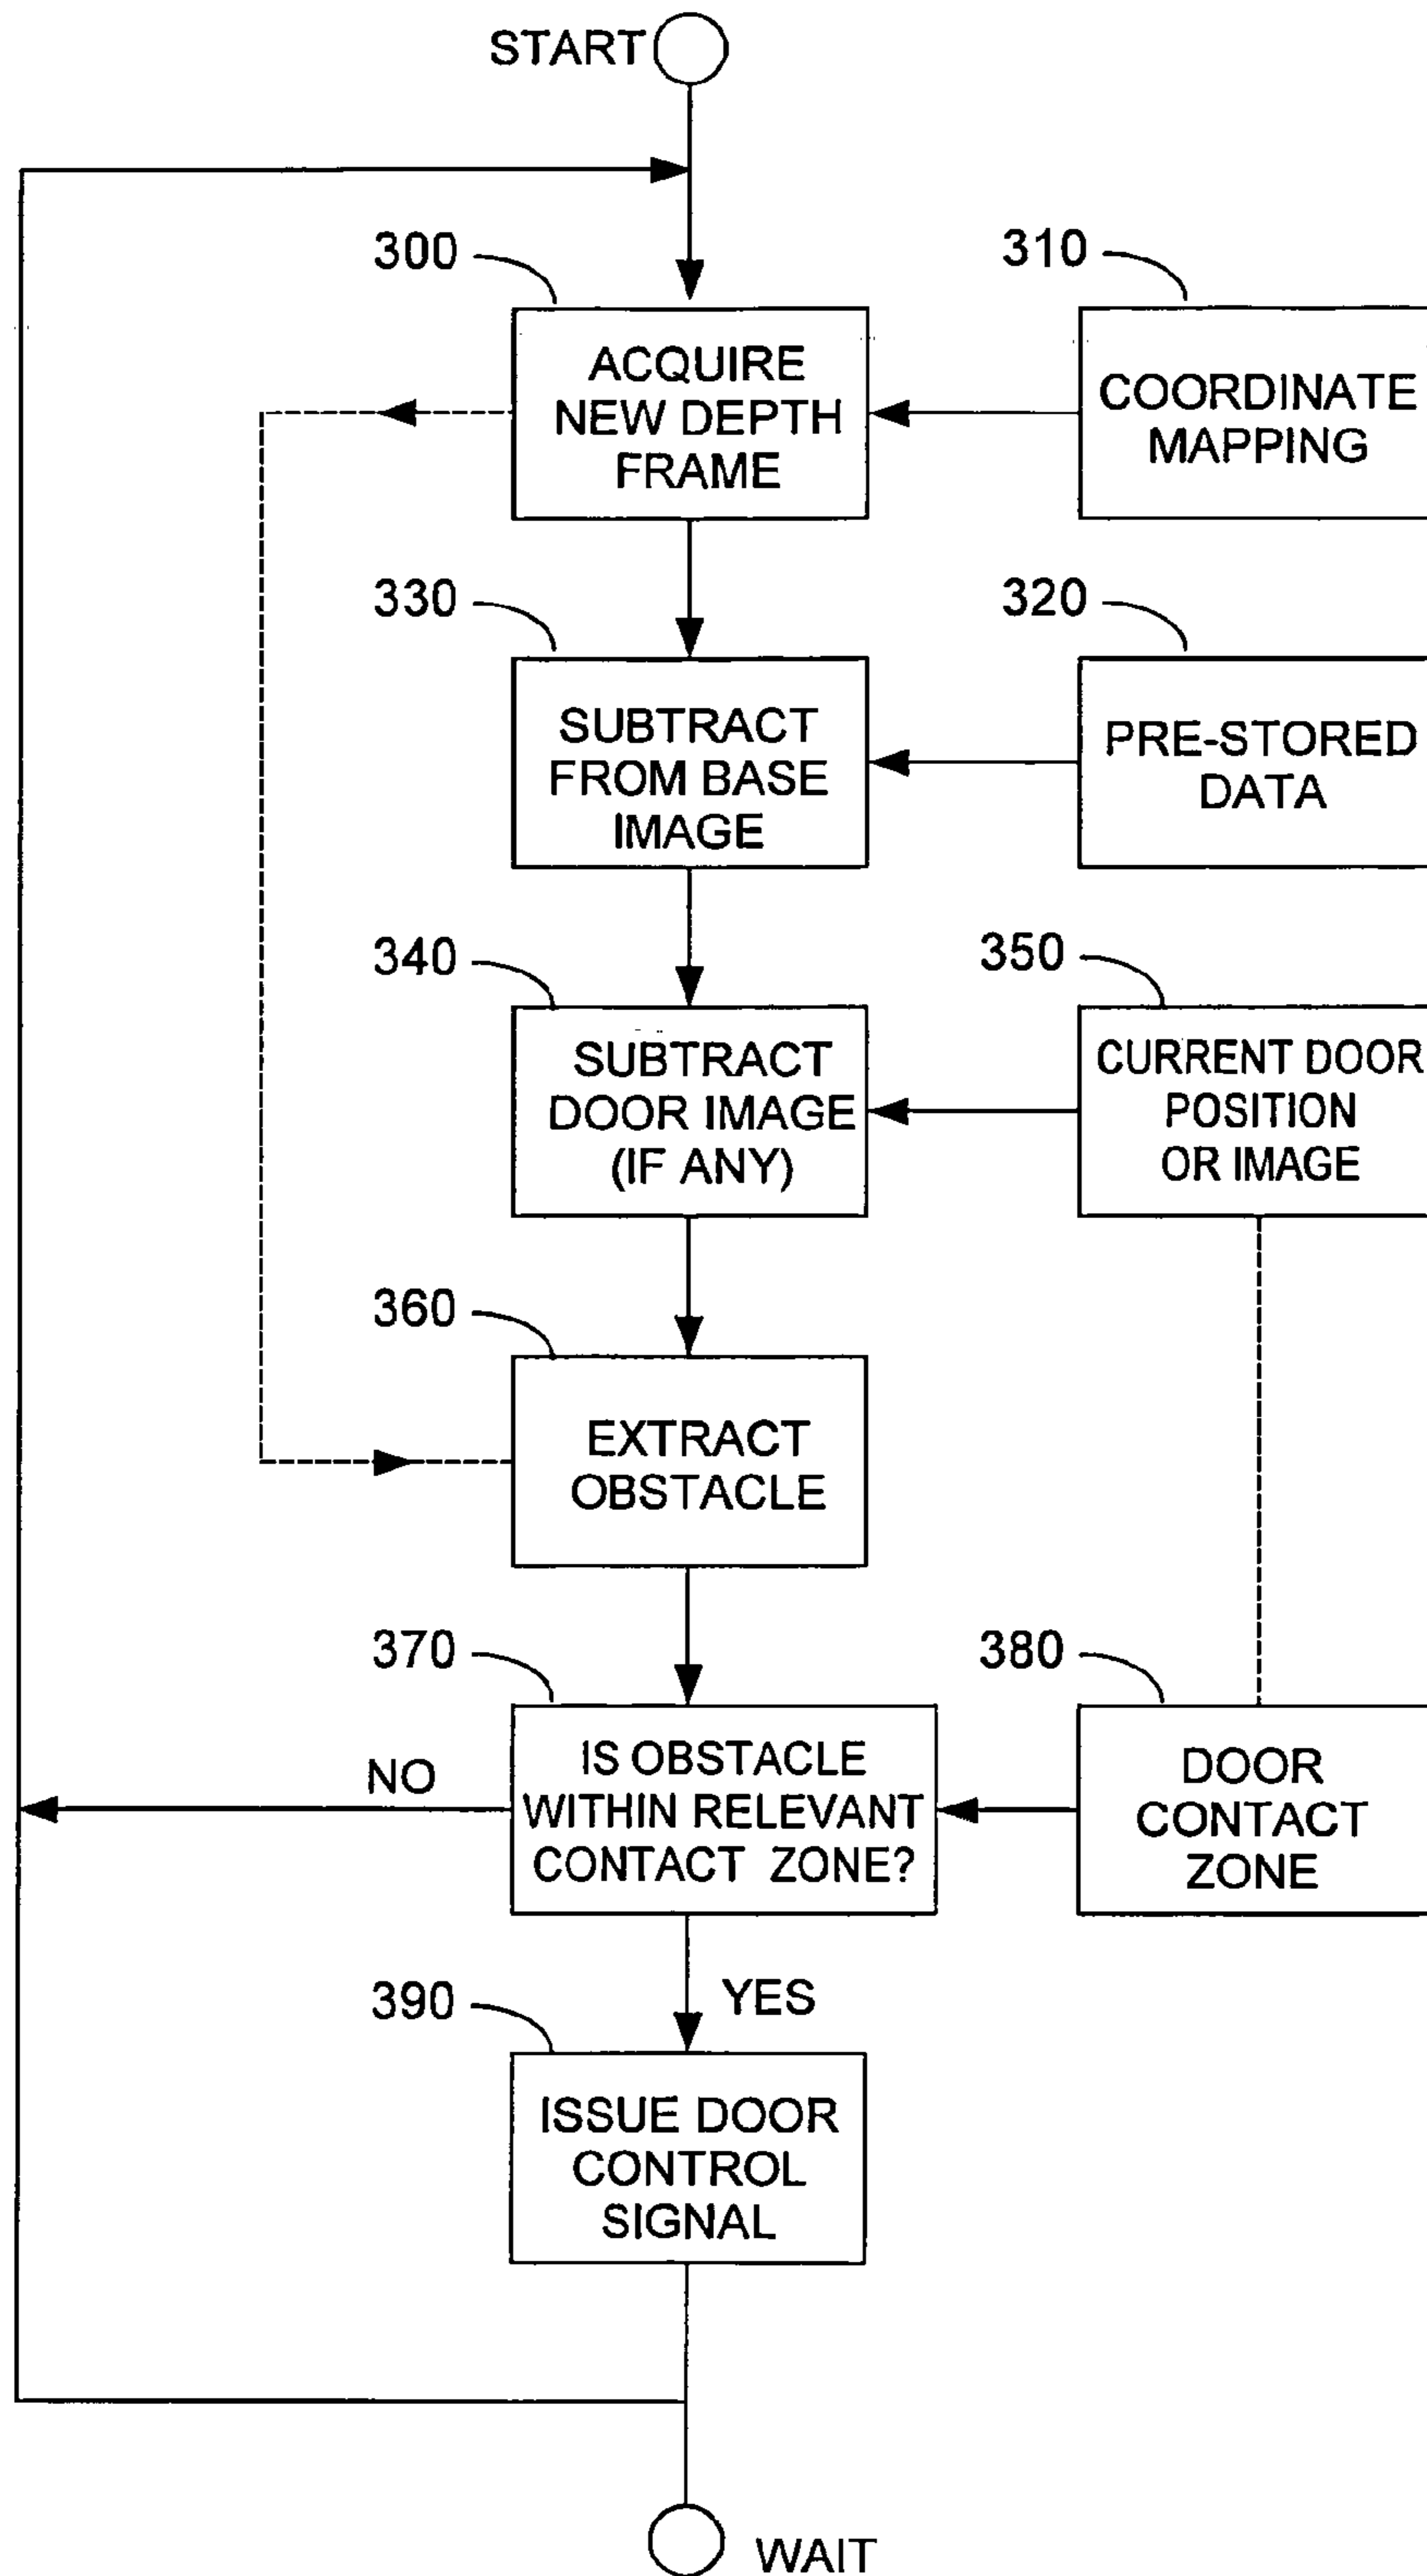 START
300
310
ACQUIRE
NEW DEPTH
FRAME
COORDINATE
MAPPING
330
320
SUBTRACT
FROM BASE
IMAGE
PRE-STORED
DATA
340
350
SUBTRACT
DOOR IMAGE
(IF ANY)
CURRENT DOOR
POSITION
OR IMAGE
360
EXTRACT
OBSTACLE
370
380
NO
IS OBSTACLE
WITHIN RELEVANT
CONTACT ZONE?
DOOR
CONTACT
ZONE
390
YES
ISSUE DOOR
CONTROL
SIGNAL
WAIT